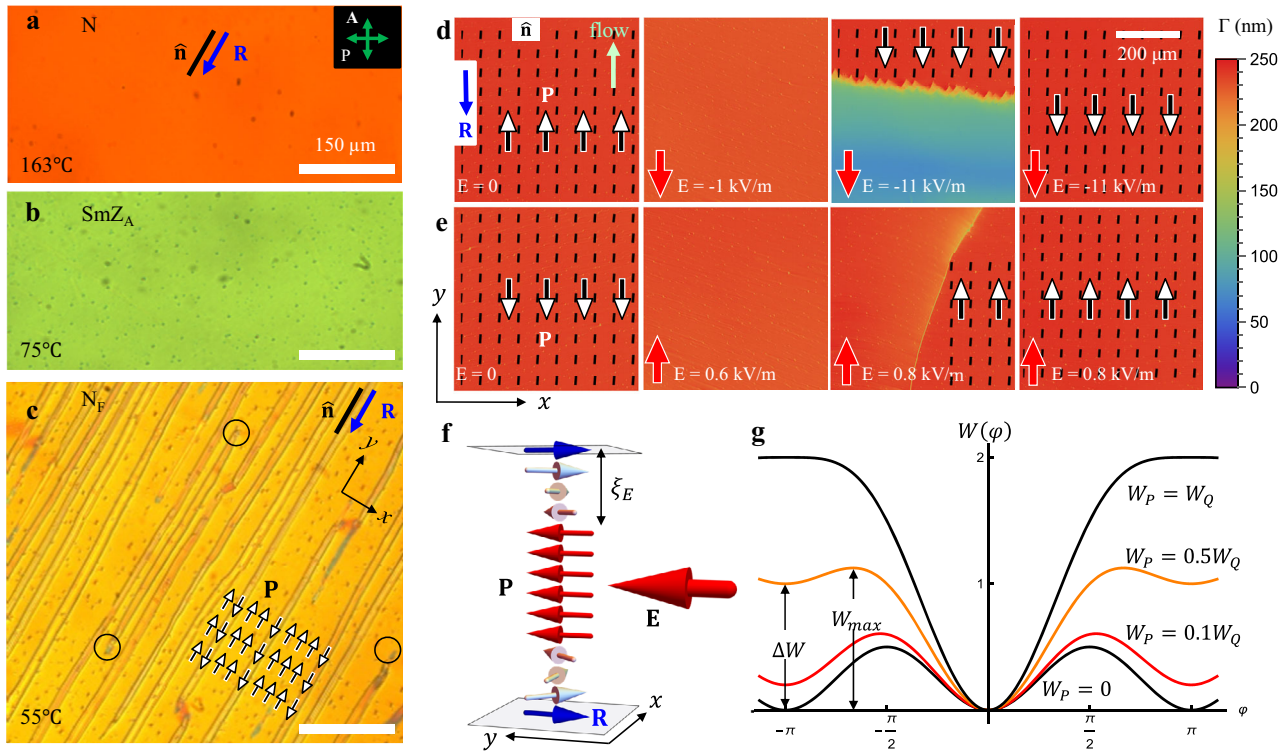 a
N
n̂
R
A
P
163℃
150 μm
b
SmZ_A
75℃
c
N_F
n̂
R
y
x
P
55℃
d
n̂
flow
P
R
E = 0
E = -1 kV/m
E = -11 kV/m
200 μm
E = -11 kV/m
Γ (nm)
250
200
150
100
50
0
e
P
E = 0
E = 0.6 kV/m
E = 0.8 kV/m
E = 0.8 kV/m
y
x
f
ξ_E
P
E
R
x
y
g
W(φ)
2
W_P = W_Q
W_P = 0.5W_Q
1
W_max
ΔW
W_P = 0.1W_Q
W_P = 0
φ
−π
−π/2
π/2
π